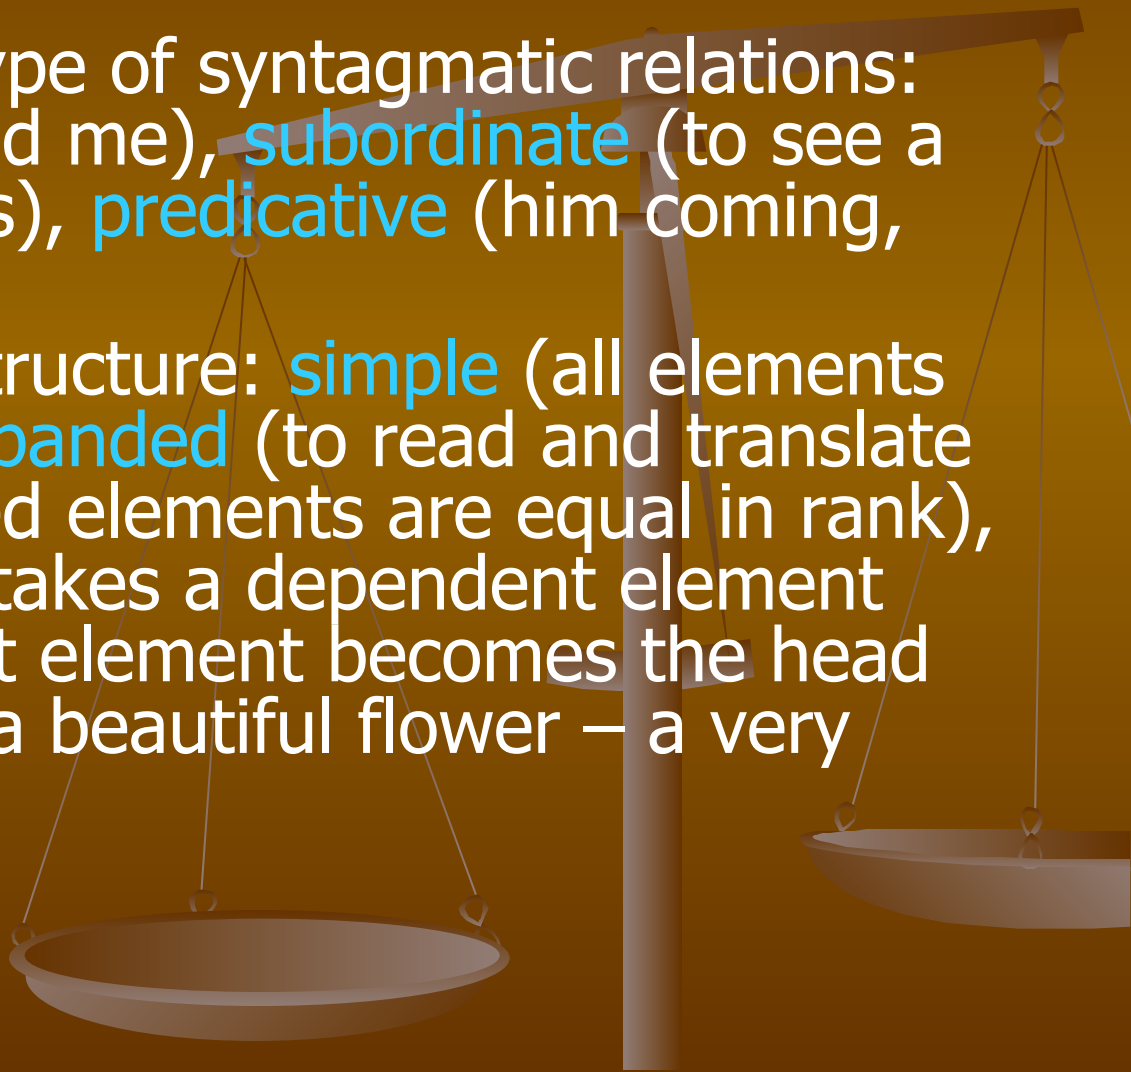 ype of syntagmatic relations:
d me), subordinate (to see a
s), predicative (him coming,
tructure: simple (all elements
panded (to read and translate
d elements are equal in rank),
takes a dependent element
t element becomes the head
a beautiful flower – a very